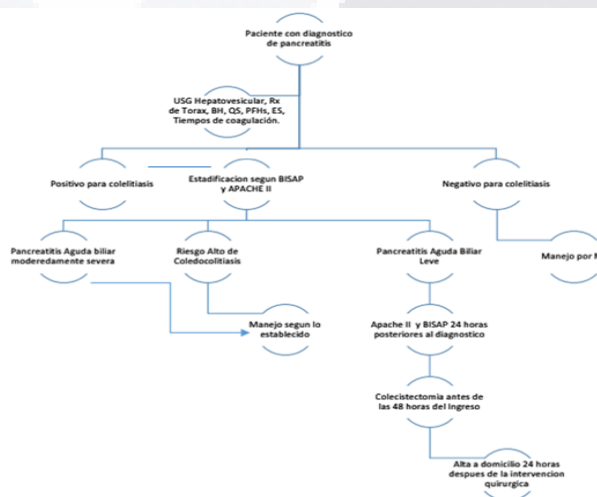 Paciente con diagnostico
de pancreatitis
USG Hepatovesicular, Rx
de Torax, BH, QS, PFHs, ES,
Tiempos de coagulación.
Positivo para colelitiasis
Estadificacion segun BISAP
y APACHE II
Negativo para colelitiasis
Pancreatitis Aguda biliar
moderedamente severa
Riesgo Alto de
Coledocolitiasis
Pancreatitis Aguda Biliar
Leve
Manejo por
Manejo segun lo
establecido
Apache II y BISAP 24 horas
posteriores al diagnostico
Colecistectomia antes de
las 48 horas del Ingreso
Alta a domicilio 24 horas
despues de la intervencion
quirurgica